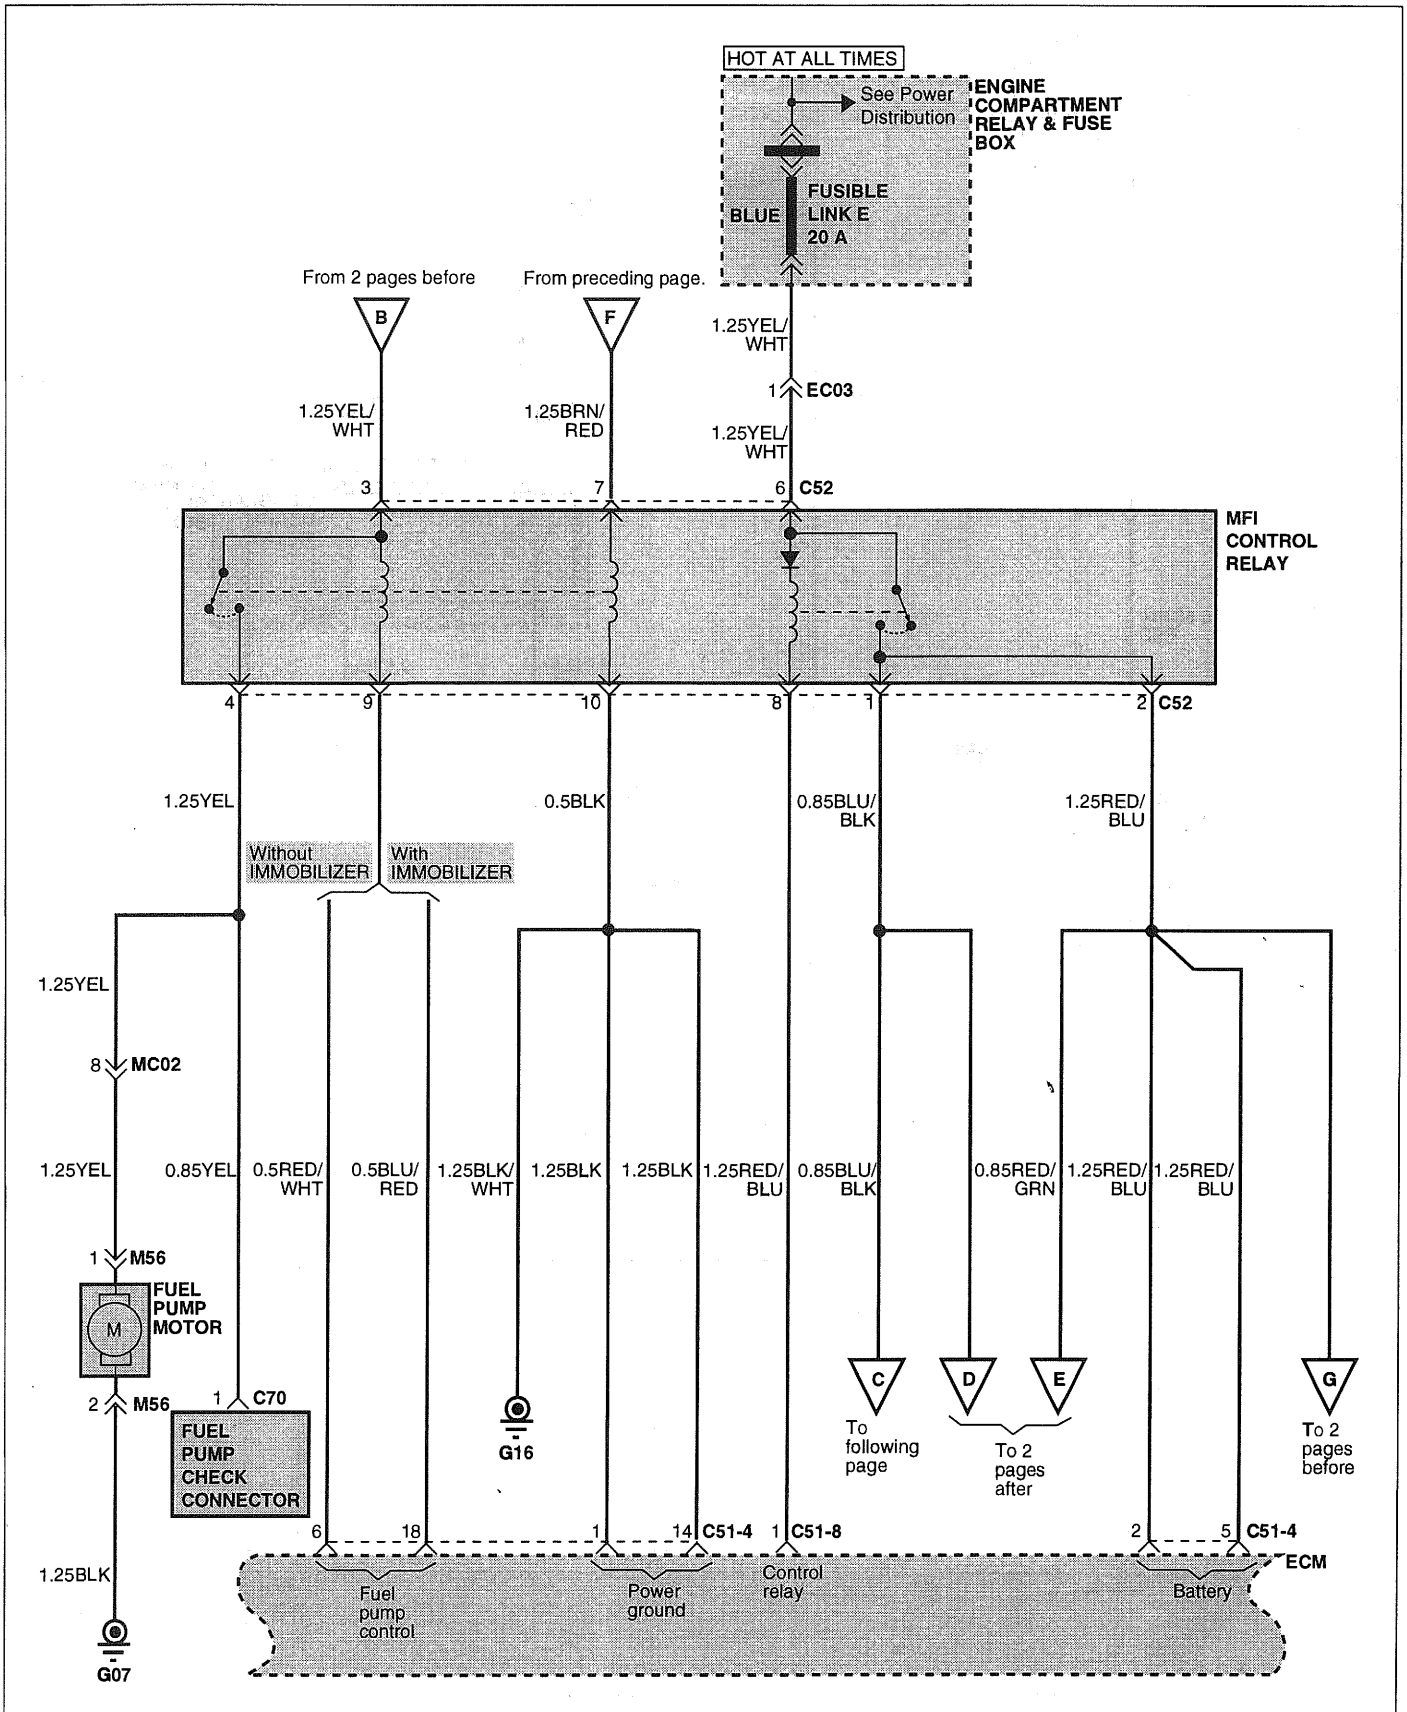 HOT AT ALL TIMES
See Power
Distribution
ENGINE
COMPARTMENT
RELAY & FUSE
BOX
BLUE
FUSIBLE
LINK E
20 A
From 2 pages before
From preceding page.
B
F
1.25YEL/
WHT
1 EC03
1.25YEL/
WHT
1.25BRN/
RED
1.25YEL/
WHT
3
7
6 C52
MFI
CONTROL
RELAY
4
9
10
8
1
2 C52
1.25YEL
0.5BLK
0.85BLU/
BLK
1.25RED/
BLU
Without
IMMOBILIZER
With
IMMOBILIZER
1.25YEL
8 MC02
1.25YEL
0.85YEL
0.5RED/
WHT
0.5BLU/
RED
1.25BLK/
WHT
1.25BLK
1.25BLK
1.25RED/
BLU
0.85BLU/
BLK
0.85RED/
GRN
1.25RED/
BLU
1.25RED/
BLU
1 M56
FUEL
PUMP
MOTOR
M
2 M56
1 C70
FUEL
PUMP
CHECK
CONNECTOR
G16
C
D
E
G
To
following
page
To 2
pages
after
To 2
pages
before
6
18
1
14 C51-4
1 C51-8
2
5 C51-4
ECM
Fuel
pump
control
Power
ground
Control
relay
Battery
1.25BLK
G07